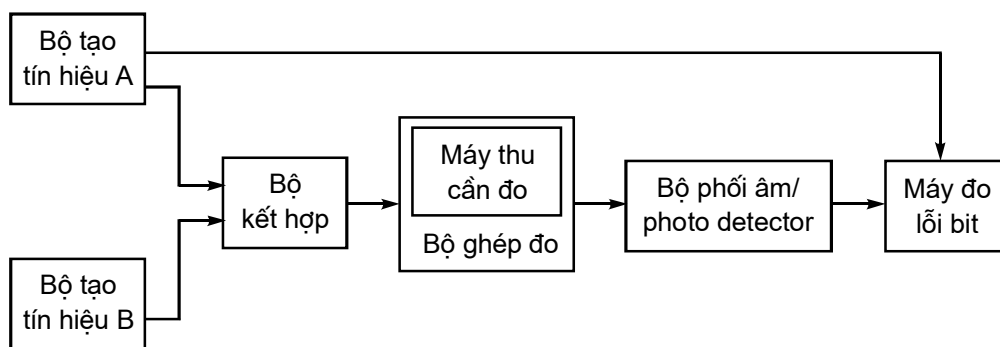 Bộ tạo
tín hiệu A
Bộ
kết hợp
Máy thu
cần đo
Bộ ghép đo
Bộ phối âm/
photo detector
Máy đo
lỗi bit
Bộ tạo
tín hiệu B